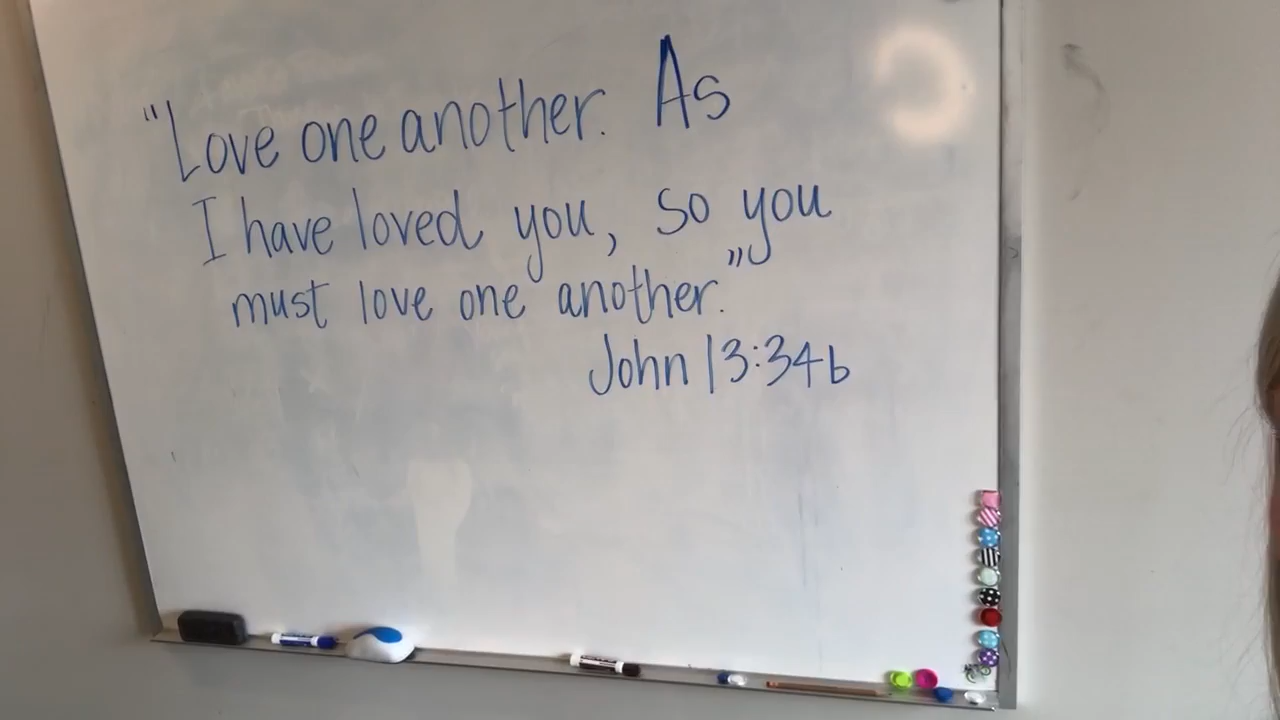 "Love one another. As
I have loved you, so you
must love one another."
John 13:34b